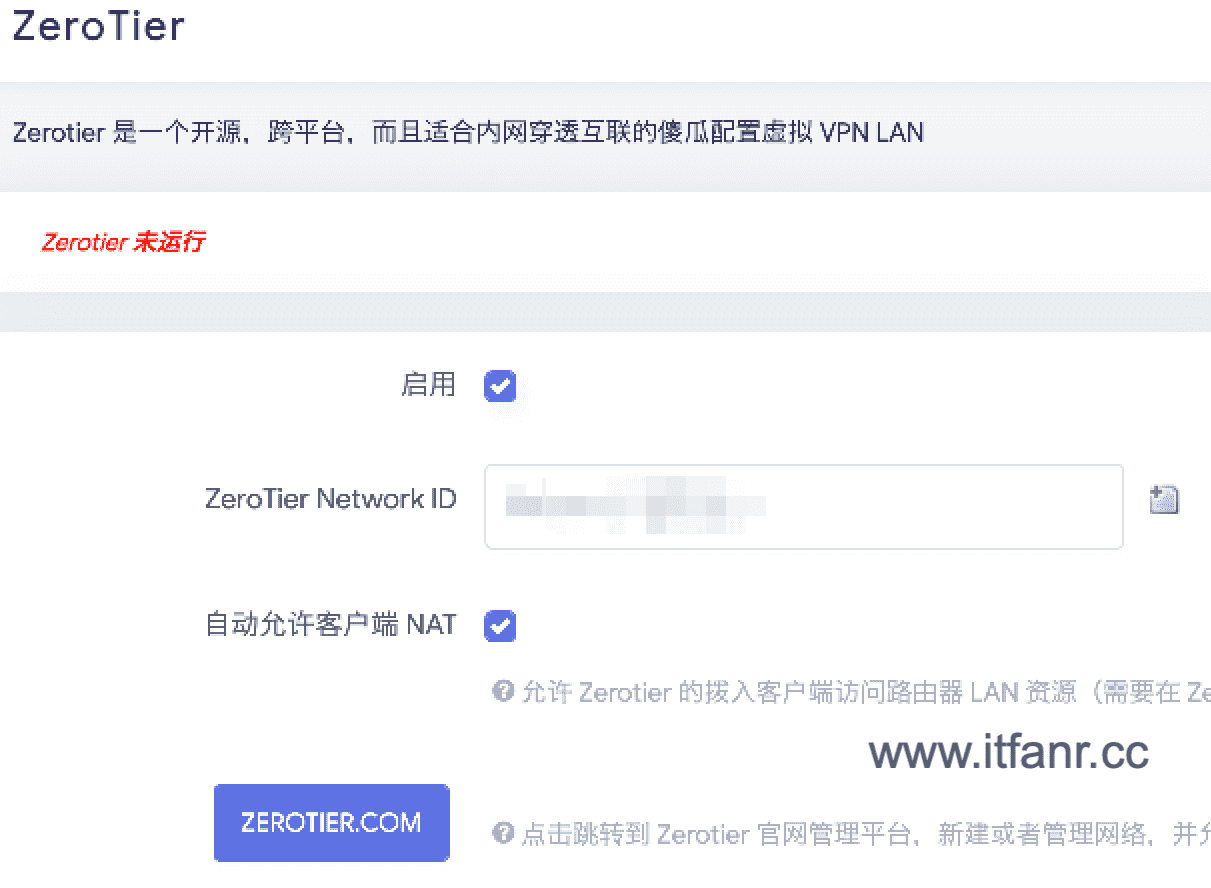 ZeroTier
Zerotier 是一个开源，跨平台，而且适合内网穿透互联的傻瓜配置虚拟 VPN LAN
Zerotier 未运行
启用
ZeroTier Network ID
自动允许客户端 NAT
允许 Zerotier 的拨入客户端访问路由器 LAN 资源（需要在 Ze
www.itfanr.cc
ZEROTIER.COM
点击跳转到 Zerotier 官网管理平台，新建或者管理网络，并